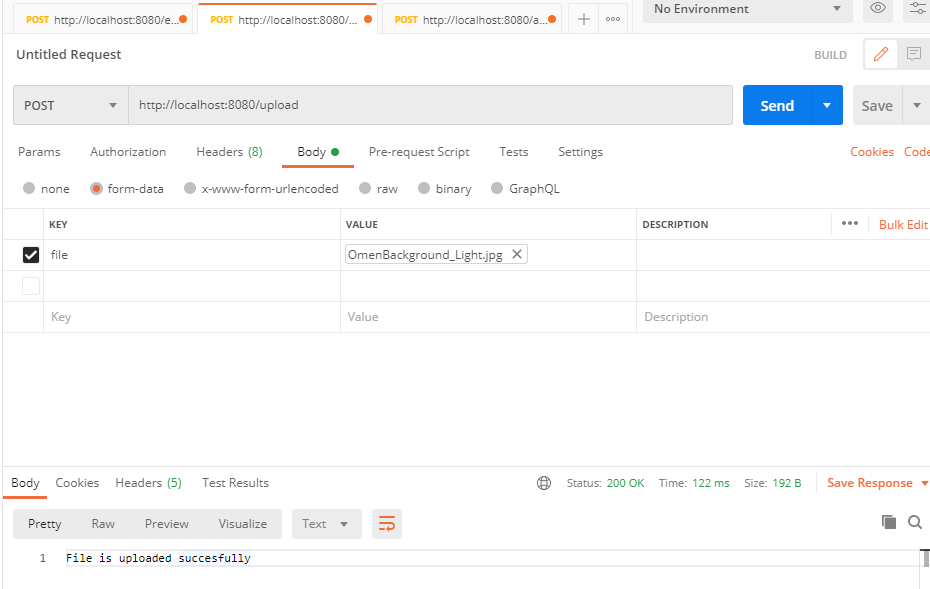 POST http://localhost:8080/e... POST http://localhost:8080/... POST http://localhost:8080/a... No Environment
Untitled Request BUILD
POST http://localhost:8080/upload Send Save
Params Authorization Headers (8) Body Pre-request Script Tests Settings Cookies Code
none form-data x-www-form-urlencoded raw binary GraphQL
KEY VALUE DESCRIPTION Bulk Edit
file OmenBackground_Light.jpg
Key Value Description
Body Cookies Headers (5) Test Results Status: 200 OK Time: 122 ms Size: 192 B Save Response
Pretty Raw Preview Visualize Text
1 File is uploaded succesfully